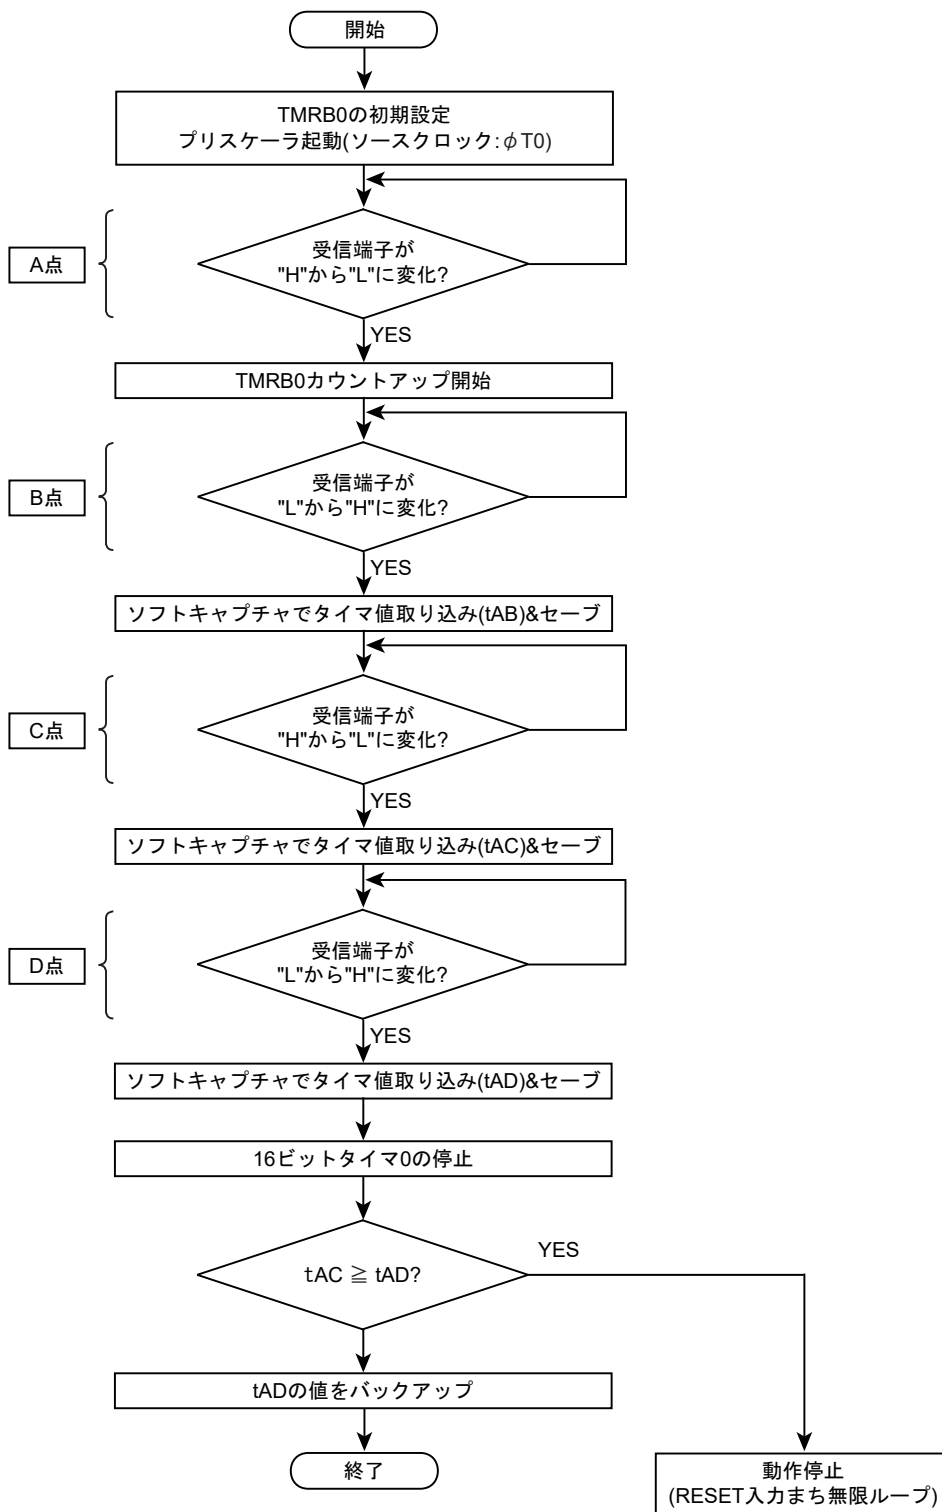 開始
TMRB0の初期設定
プリスケーラ起動(ソースクロック:φT0)
A点
受信端子が
"H"から"L"に変化?
YES
TMRB0カウントアップ開始
B点
受信端子が
"L"から"H"に変化?
YES
ソフトキャプチャでタイマ値取り込み(tAB)&セーブ
C点
受信端子が
"H"から"L"に変化?
YES
ソフトキャプチャでタイマ値取り込み(tAC)&セーブ
D点
受信端子が
"L"から"H"に変化?
YES
ソフトキャプチャでタイマ値取り込み(tAD)&セーブ
16ビットタイマ0の停止
tAC ≧ tAD?
YES
tADの値をバックアップ
終了
動作停止
(RESET入力まち無限ループ)